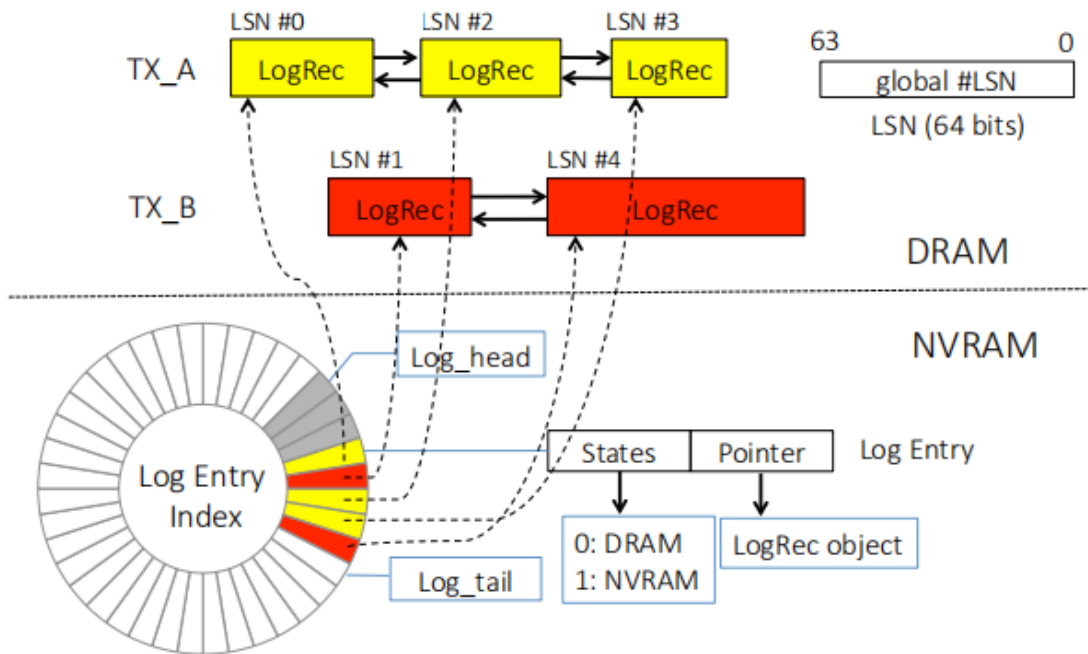 LSN #0
LSN #2
LSN #3
63
0
TX_A
LogRec
LogRec
LogRec
global #LSN
LSN (64 bits)
LSN #1
LSN #4
TX_B
LogRec
LogRec
DRAM
NVRAM
Log_head
Log Entry
Index
States
Pointer
Log Entry
0: DRAM
1: NVRAM
LogRec object
Log_tail